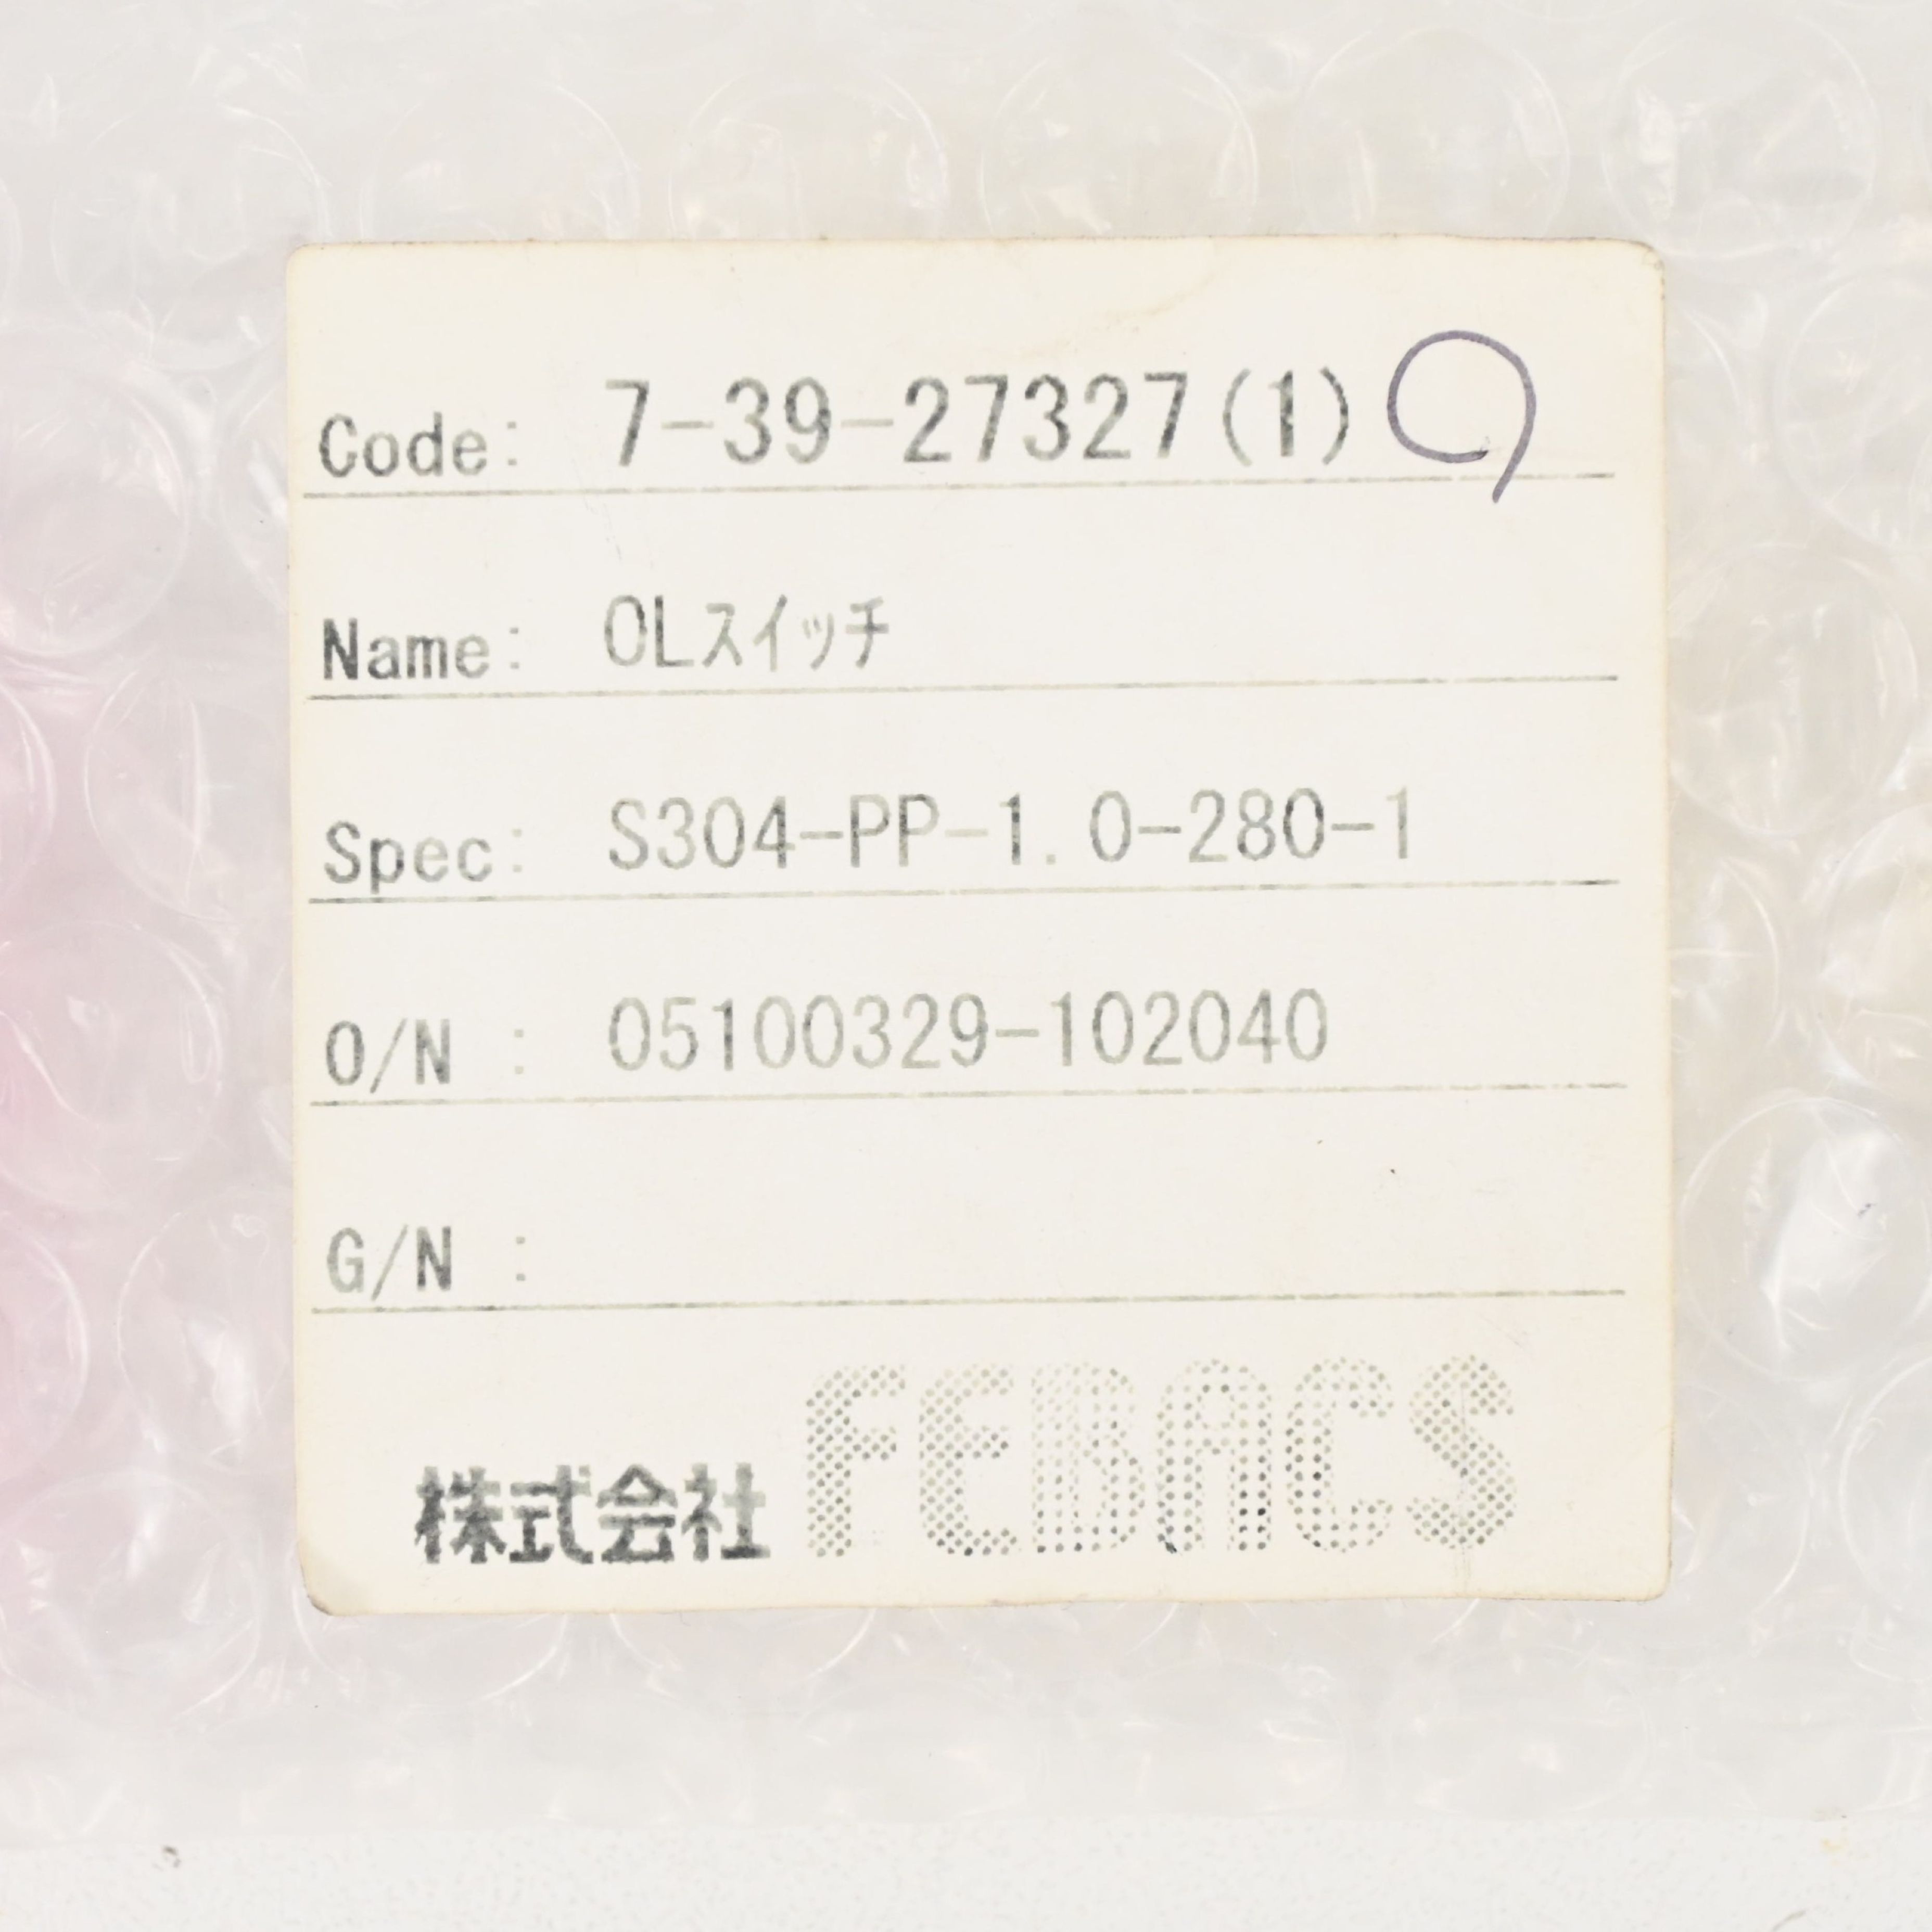 Code: 7-39-27327(1)
Name: OLスイッチ
Spec: S304-PP-1.0-280-1
O/N : 05100329-102040
G/N :
株式会社 FEBACS